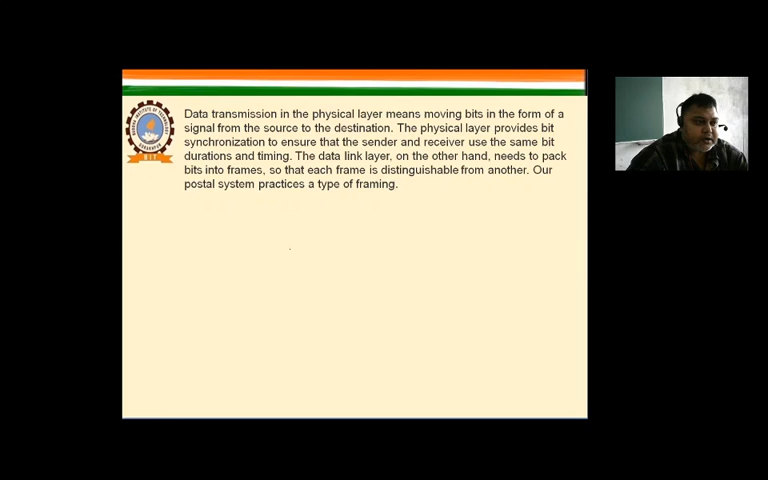 Data transmission in the physical layer means moving bits in the form of a
signal from the source to the destination. The physical layer provides bit
synchronization to ensure that the sender and receiver use the same bit
durations and timing. The data link layer, on the other hand, needs to pack
bits into frames, so that each frame is distinguishable from another. Our
postal system practices a type of framing.